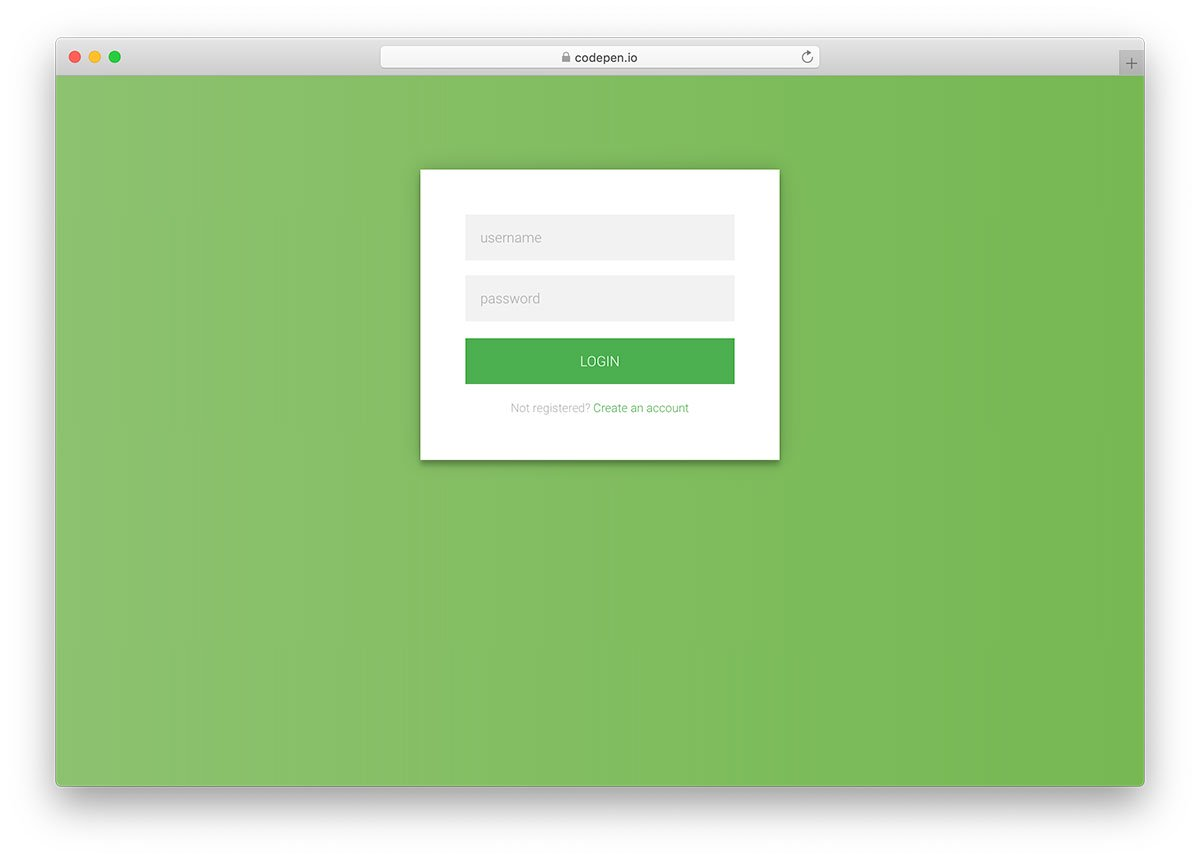 codepen.io
username
password
LOGIN
Not registered? Create an account